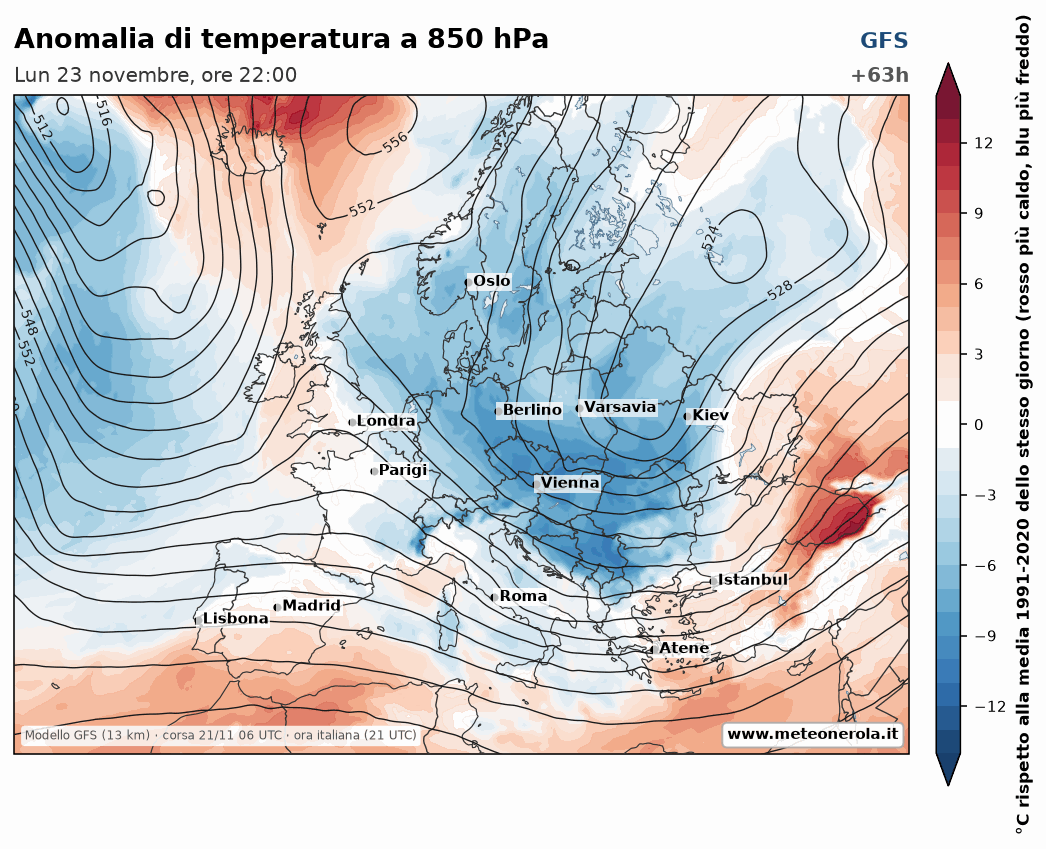 Anomalia di temperatura a 850 hPa
GFS
Lun 23 novembre, ore 22:00
+63h
512
516
556
552
524
528
548
552
Oslo
Berlino
Varsavia
Kiev
Londra
Parigi
Vienna
Istanbul
Roma
Madrid
Lisbona
Atene
Modello GFS (13 km) · corsa 21/11 06 UTC · ora italiana (21 UTC)
www.meteonerola.it
12
9
6
3
0
−3
−6
−9
−12
°C rispetto alla media 1991-2020 dello stesso giorno (rosso più caldo, blu più freddo)